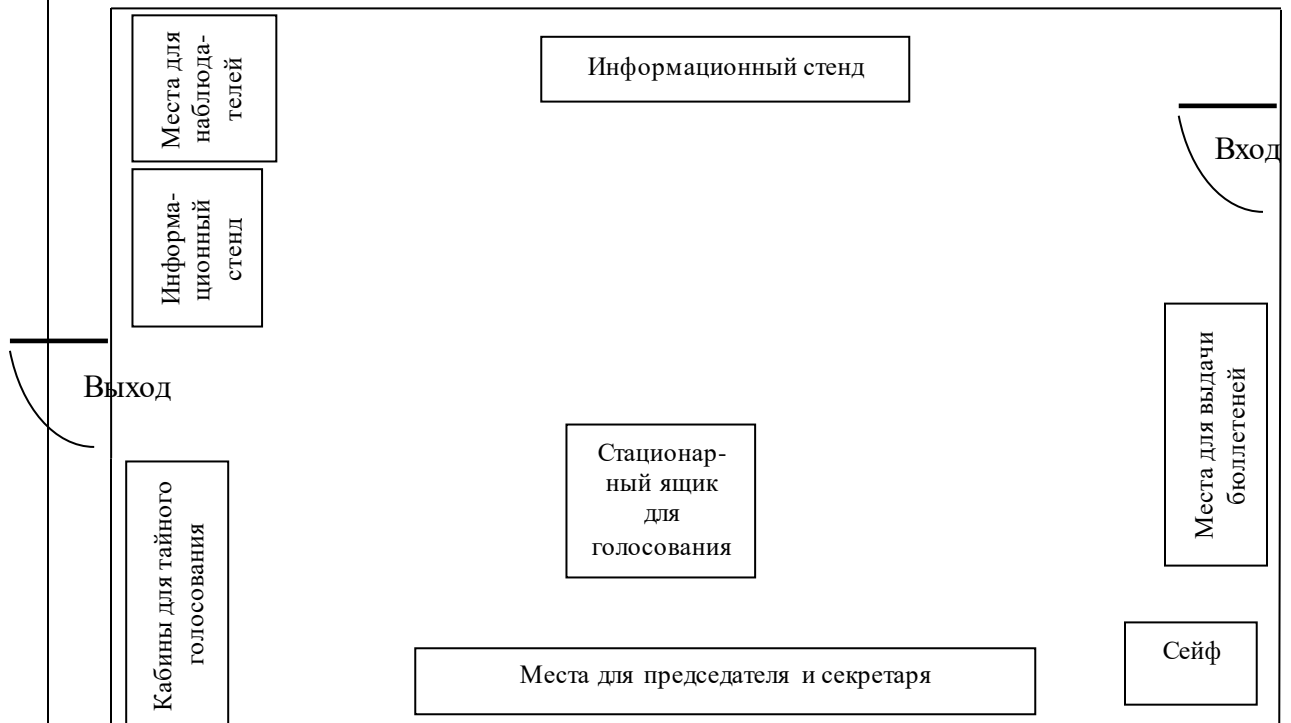 Места для
наблюда-
телей
Информационный стенд
Вход
Информа-
ционный
стенд
Выход
Места для выдачи
бюллетеней
Стационар-
ный ящик
для
голосования
Кабины для тайного
голосования
Сейф
Места для председателя и секретаря